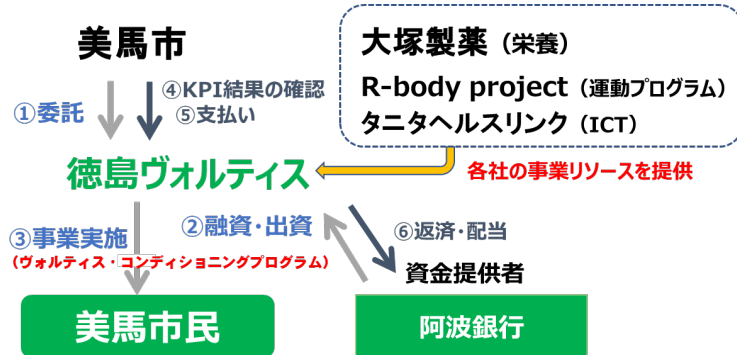 美馬市
大塚製薬（栄養）
R-body project（運動プログラム）
タニタヘルスリンク（ICT）
①委託
④KPI結果の確認
⑤支払い
徳島ヴォルティス
各社の事業リソースを提供
③事業実施
（ヴォルティス・コンディショニングプログラム）
②融資・出資
⑥返済・配当
資金提供者
美馬市民
阿波銀行